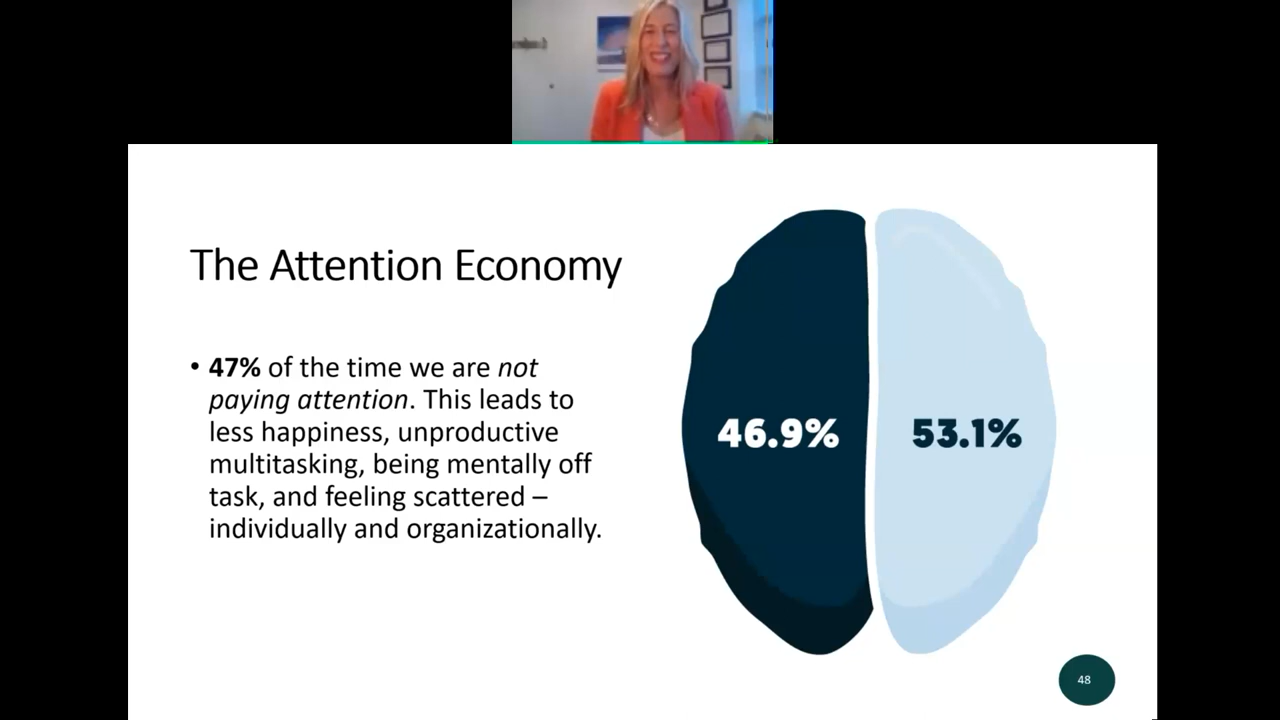 The Attention Economy
• 47% of the time we are not
paying attention. This leads to
less happiness, unproductive
multitasking, being mentally off
task, and feeling scattered –
individually and organizationally.
46.9%
53.1%
48